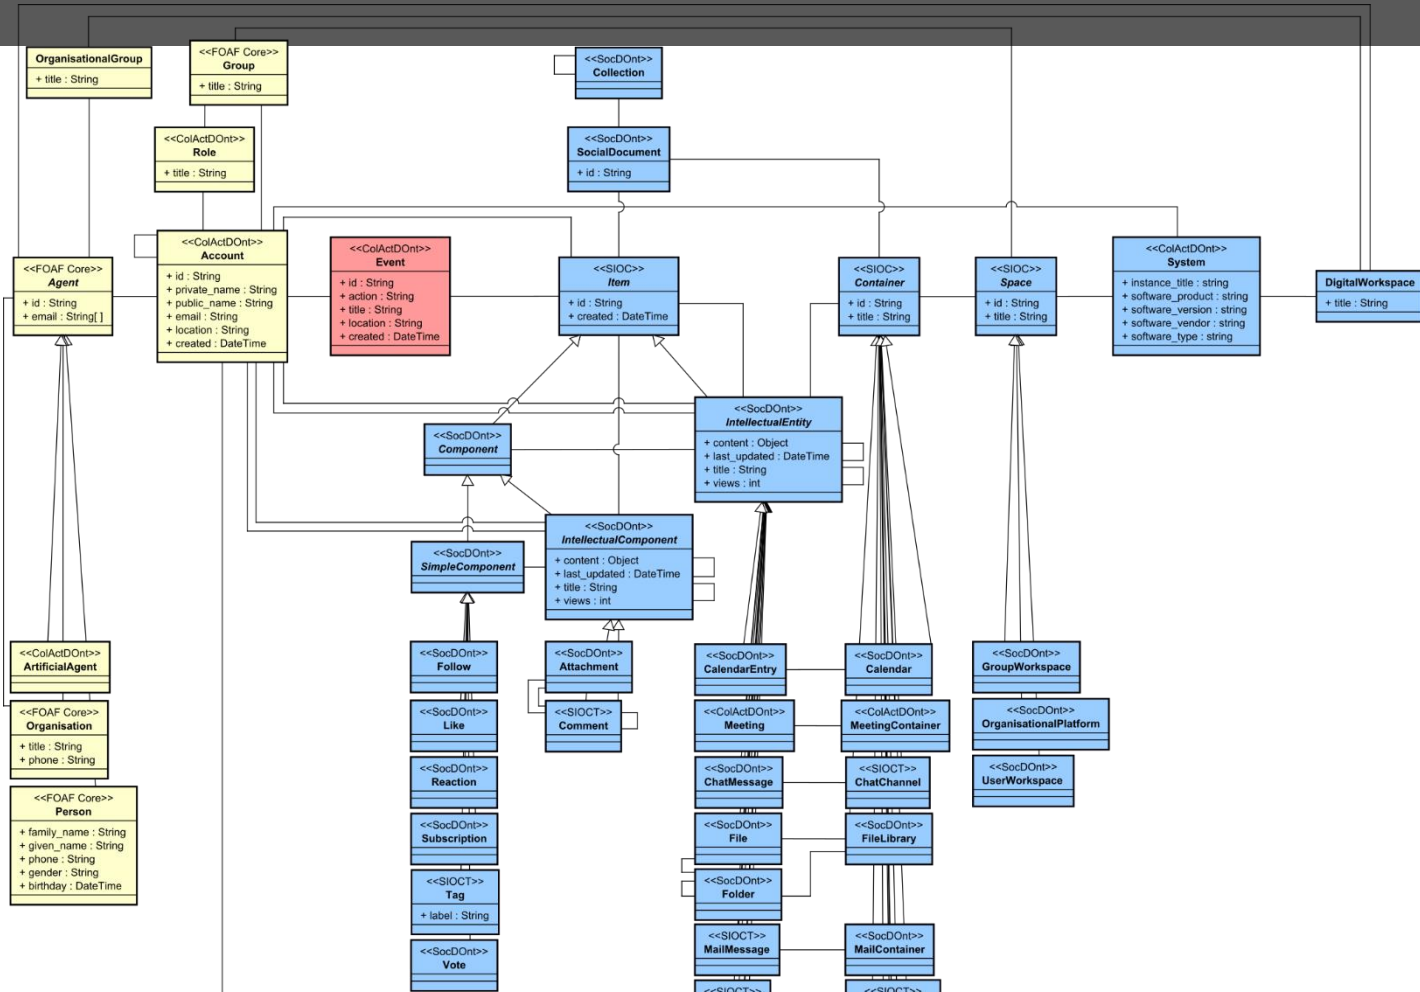 OrganisationalGroup
+ title : String
<<FOAF Core>>
Group
+ title : String
<<SocDOnt>>
Collection
<<ColActDOnt>>
Role
+ title : String
<<SocDOnt>>
SocialDocument
+ id : String
<<FOAF Core>>
Agent
+ id : String
+ email : String[ ]
<<ColActDOnt>>
Account
+ id : String
+ private_name : String
+ public_name : String
+ email : String
+ location : String
+ created : DateTime
<<ColActDOnt>>
Event
+ id : String
+ action : String
+ title : String
+ location : String
+ created : DateTime
<<SIOC>>
Item
+ id : String
+ created : DateTime
<<SIOC>>
Container
+ id : String
+ title : String
<<SIOC>>
Space
+ id : String
+ title : String
<<ColActDOnt>>
System
+ instance_title : string
+ software_product : string
+ software_version : string
+ software_vendor : string
+ software_type : string
DigitalWorkspace
+ title : String
<<SocDOnt>>
Component
<<SocDOnt>>
IntellectualEntity
+ content : Object
+ last_updated : DateTime
+ title : String
+ views : int
<<SocDOnt>>
SimpleComponent
<<SocDOnt>>
IntellectualComponent
+ content : Object
+ last_updated : DateTime
+ title : String
+ views : int
<<ColActDOnt>>
ArtificialAgent
<<FOAF Core>>
Organisation
+ title : String
+ phone : String
<<FOAF Core>>
Person
+ family_name : String
+ given_name : String
+ phone : String
+ gender : String
+ birthday : DateTime
<<SocDOnt>>
Follow
<<SocDOnt>>
Like
<<SocDOnt>>
Reaction
<<SocDOnt>>
Subscription
<<SIOCT>>
Tag
+ label : String
<<SocDOnt>>
Vote
<<SocDOnt>>
Attachment
<<SIOCT>>
Comment
<<SocDOnt>>
CalendarEntry
<<ColActDOnt>>
Meeting
<<SocDOnt>>
ChatMessage
<<SocDOnt>>
File
<<SocDOnt>>
Folder
<<SIOCT>>
MailMessage
<<SIOCT>>
<<SocDOnt>>
Calendar
<<ColActDOnt>>
MeetingContainer
<<SIOCT>>
ChatChannel
<<SocDOnt>>
FileLibrary
<<SocDOnt>>
MailContainer
<<SIOCT>>
<<SocDOnt>>
GroupWorkspace
<<SocDOnt>>
OrganisationalPlatform
<<SocDOnt>>
UserWorkspace